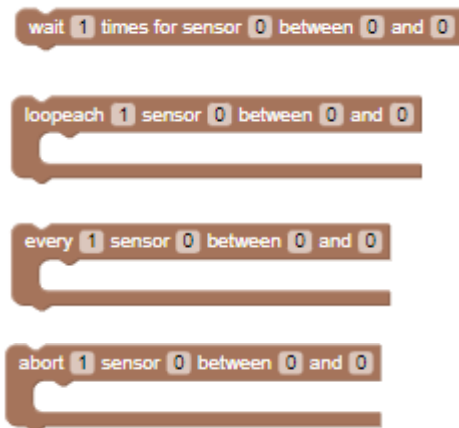 wait 1 times for sensor 0 between 0 and 0
loopeach 1 sensor 0 between 0 and 0
every 1 sensor 0 between 0 and 0
abort 1 sensor 0 between 0 and 0